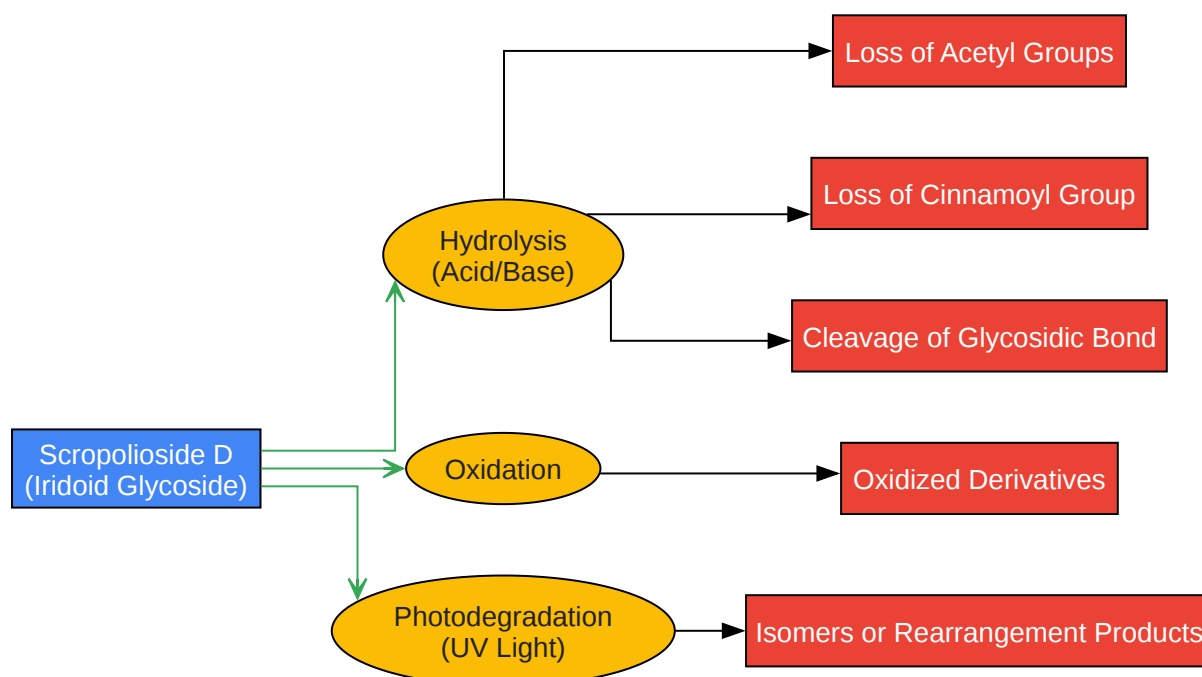 Loss of Acetyl Groups
Loss of Cinnamoyl Group
Hydrolysis
(Acid/Base)
Cleavage of Glycosidic Bond
Scropolioside D
(Iridoid Glycoside)
Oxidation
Oxidized Derivatives
Photodegradation
(UV Light)
Isomers or Rearrangement Products